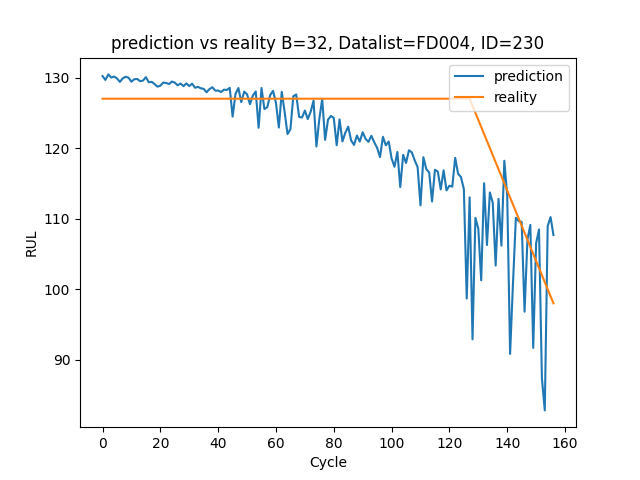 prediction vs reality B=32, Datalist=FD004, ID=230
prediction
reality
RUL
130
120
110
100
90
0 20 40 60 80 100 120 140 160
Cycle